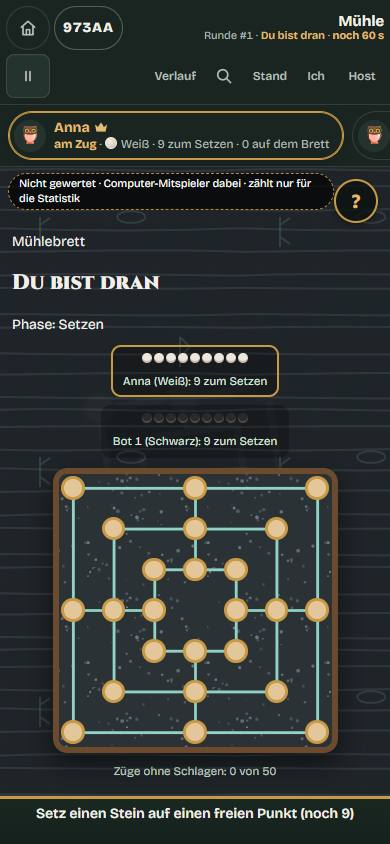 973AA
Mühle
Runde #1 · Du bist dran · noch 60 s
Verlauf
Stand
Ich
Host
Anna
am Zug · Weiß · 9 zum Setzen · 0 auf dem Brett
Nicht gewertet · Computer-Mitspieler dabei · zählt nur für
die Statistik
?
Mühlebrett
DU BIST DRAN
Phase: Setzen
Anna (Weiß): 9 zum Setzen
Bot 1 (Schwarz): 9 zum Setzen
Züge ohne Schlagen: 0 von 50
Setz einen Stein auf einen freien Punkt (noch 9)